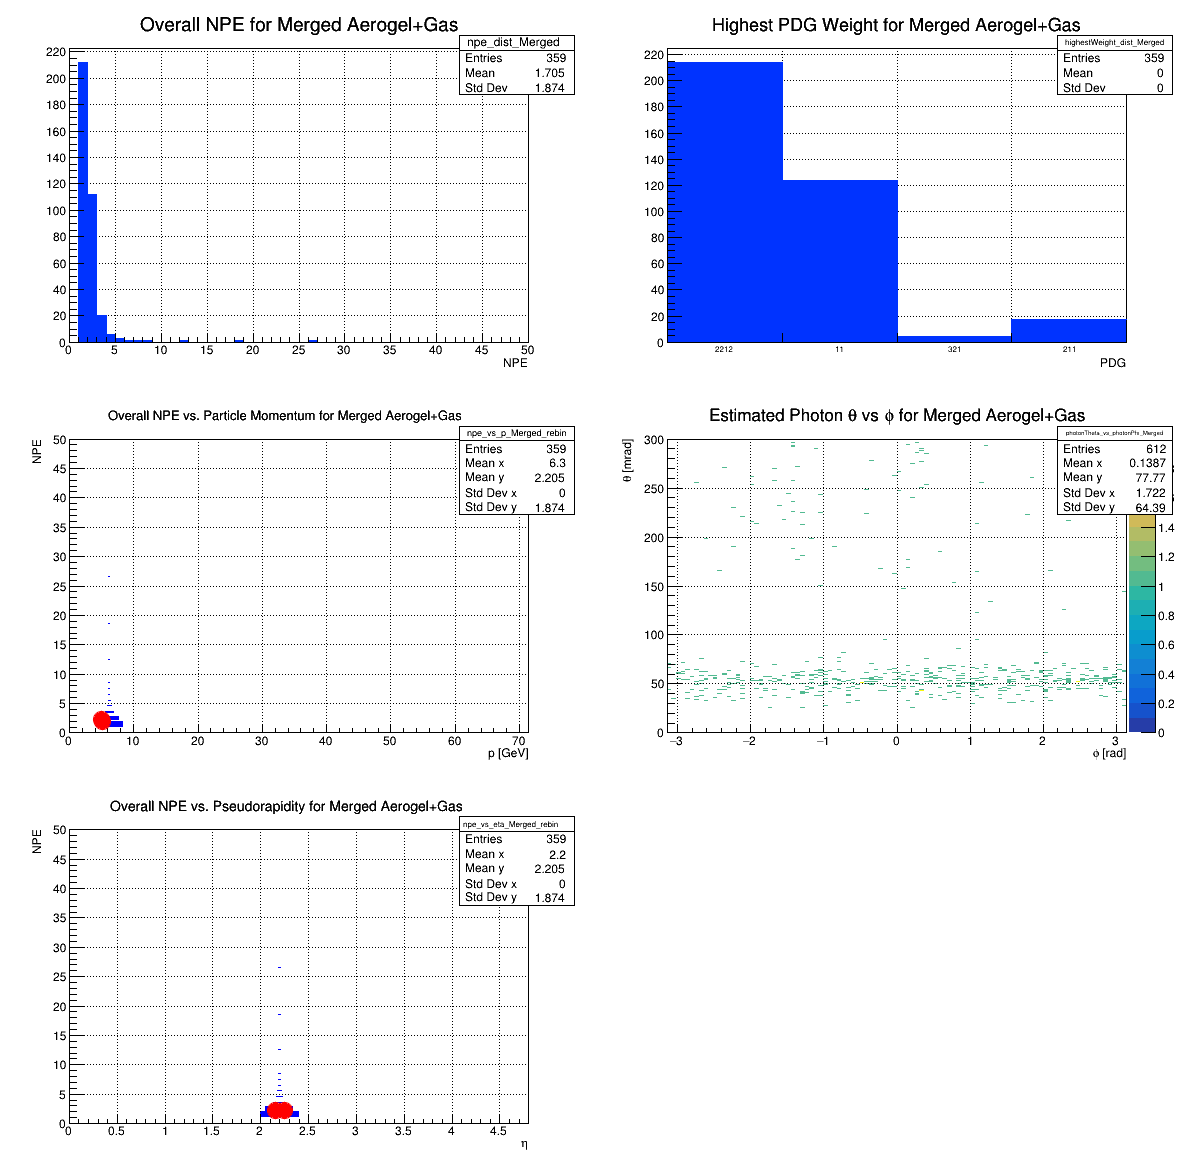 Overall NPE for Merged Aerogel+Gas
npe_dist_Merged
Entries 359
Mean 1.705
Std Dev 1.874
220
200
180
160
140
120
100
80
60
40
20
0
0 5 10 15 20 25 30 35 40 45 50
NPE
Highest PDG Weight for Merged Aerogel+Gas
highestWeight_dist_Merged
Entries 359
Mean 0
Std Dev 0
220
200
180
160
140
120
100
80
60
40
20
0
2212 11 321 211
PDG
Overall NPE vs. Particle Momentum for Merged Aerogel+Gas
npe_vs_p_Merged_rebin
Entries 359
Mean x 6.3
Mean y 2.205
Std Dev x 0
Std Dev y 1.874
NPE
50
45
40
35
30
25
20
15
10
5
0
0 10 20 30 40 50 60 70
p [GeV]
Estimated Photon θ vs ϕ for Merged Aerogel+Gas
photonTheta_vs_photonPhi_Merged
Entries 612
Mean x 0.1387
Mean y 77.77
Std Dev x 1.722
Std Dev y 64.39
θ [mrad]
300
250
200
150
100
50
0
−3 −2 −1 0 1 2 3
ϕ [rad]
1.4
1.2
1
0.8
0.6
0.4
0.2
0
Overall NPE vs. Pseudorapidity for Merged Aerogel+Gas
npe_vs_eta_Merged_rebin
Entries 359
Mean x 2.2
Mean y 2.205
Std Dev x 0
Std Dev y 1.874
NPE
50
45
40
35
30
25
20
15
10
5
0
0 0.5 1 1.5 2 2.5 3 3.5 4 4.5
η